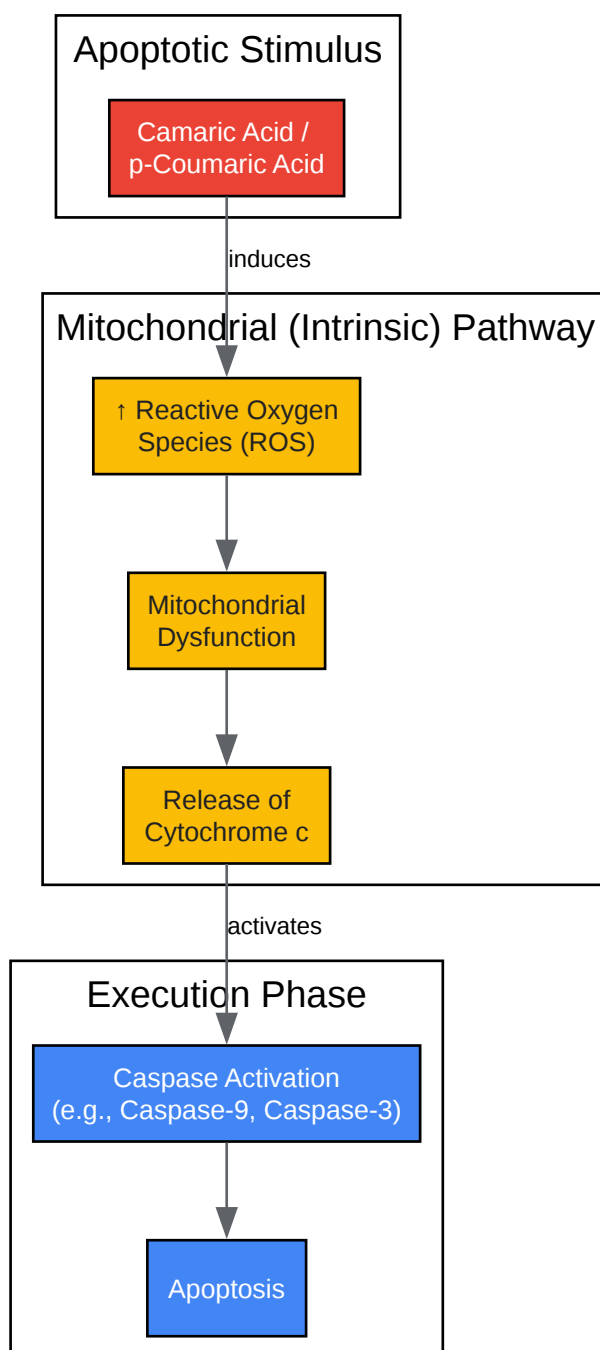 Apoptotic Stimulus
Camaric Acid /
p-Coumaric Acid
induces
Mitochondrial (Intrinsic) Pathway
↑ Reactive Oxygen
Species (ROS)
Mitochondrial
Dysfunction
Release of
Cytochrome c
activates
Execution Phase
Caspase Activation
(e.g., Caspase-9, Caspase-3)
Apoptosis